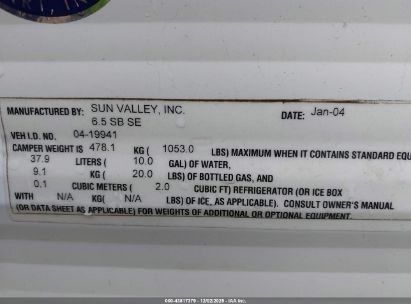 MANUFACTURED BY: SUN VALLEY, INC. DATE: Jan-04
6.5 SB SE
VEH I.D. NO. 04-19941
CAMPER WEIGHT IS 478.1 KG ( 1053.0 LBS) MAXIMUM WHEN IT CONTAINS STANDARD EQU
37.9 LITERS ( 10.0 GAL) OF WATER,
9.1 KG ( 20.0 LBS) OF BOTTLED GAS, AND
0.1 CUBIC METERS ( 2.0 CUBIC FT) REFRIGERATOR (OR ICE BOX
WITH N/A KG( N/A LBS) OF ICE, AS APPLICABLE). CONSULT OWNER'S MANUAL
(OR DATA SHEET AS APPLICABLE) FOR WEIGHTS OF ADDITIONAL OR OPTIONAL EQUIPMENT.